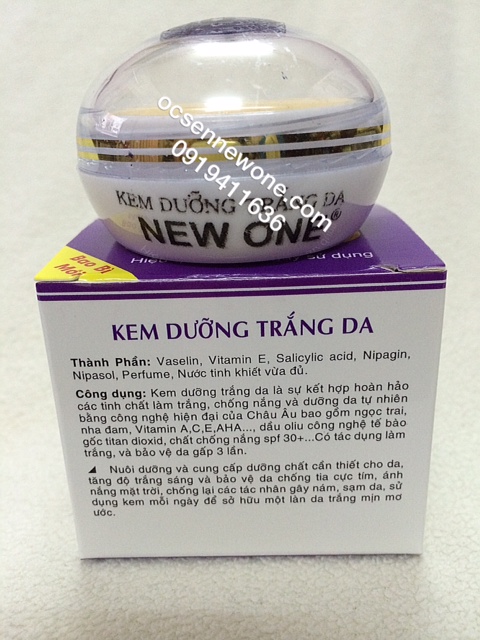 ocsennewone.com
0919411636
KEM DƯỠNG TRẮNG DA
NEW ONE®
Bao Bì
Mới
sử dụng
KEM DƯỠNG TRẮNG DA
Thành Phần: Vaselin, Vitamin E, Salicylic acid, Nipagin,
Nipasol, Perfume, Nước tinh khiết vừa đủ.
Công dụng: Kem dưỡng trắng da là sự kết hợp hoàn hảo
các tinh chất làm trắng, chống nắng và dưỡng da tự nhiên
bằng công nghệ hiện đại của Châu Âu bao gồm ngọc trai,
nha đam, Vitamin A,C,E,AHA..., dầu oliu công nghệ tế bào
gốc titan dioxid, chất chống nắng spf 30+...Có tác dụng làm
trắng, và bảo vệ da gấp 3 lần.
Nuôi dưỡng và cung cấp dưỡng chất cần thiết cho da,
tăng độ trắng sáng và bảo vệ da chống tia cực tím, ánh
nắng mặt trời, chống lại các tác nhân gây nám, sạm da, sử
dụng kem mỗi ngày để sở hữu một làn da trắng mịn mơ
ước.